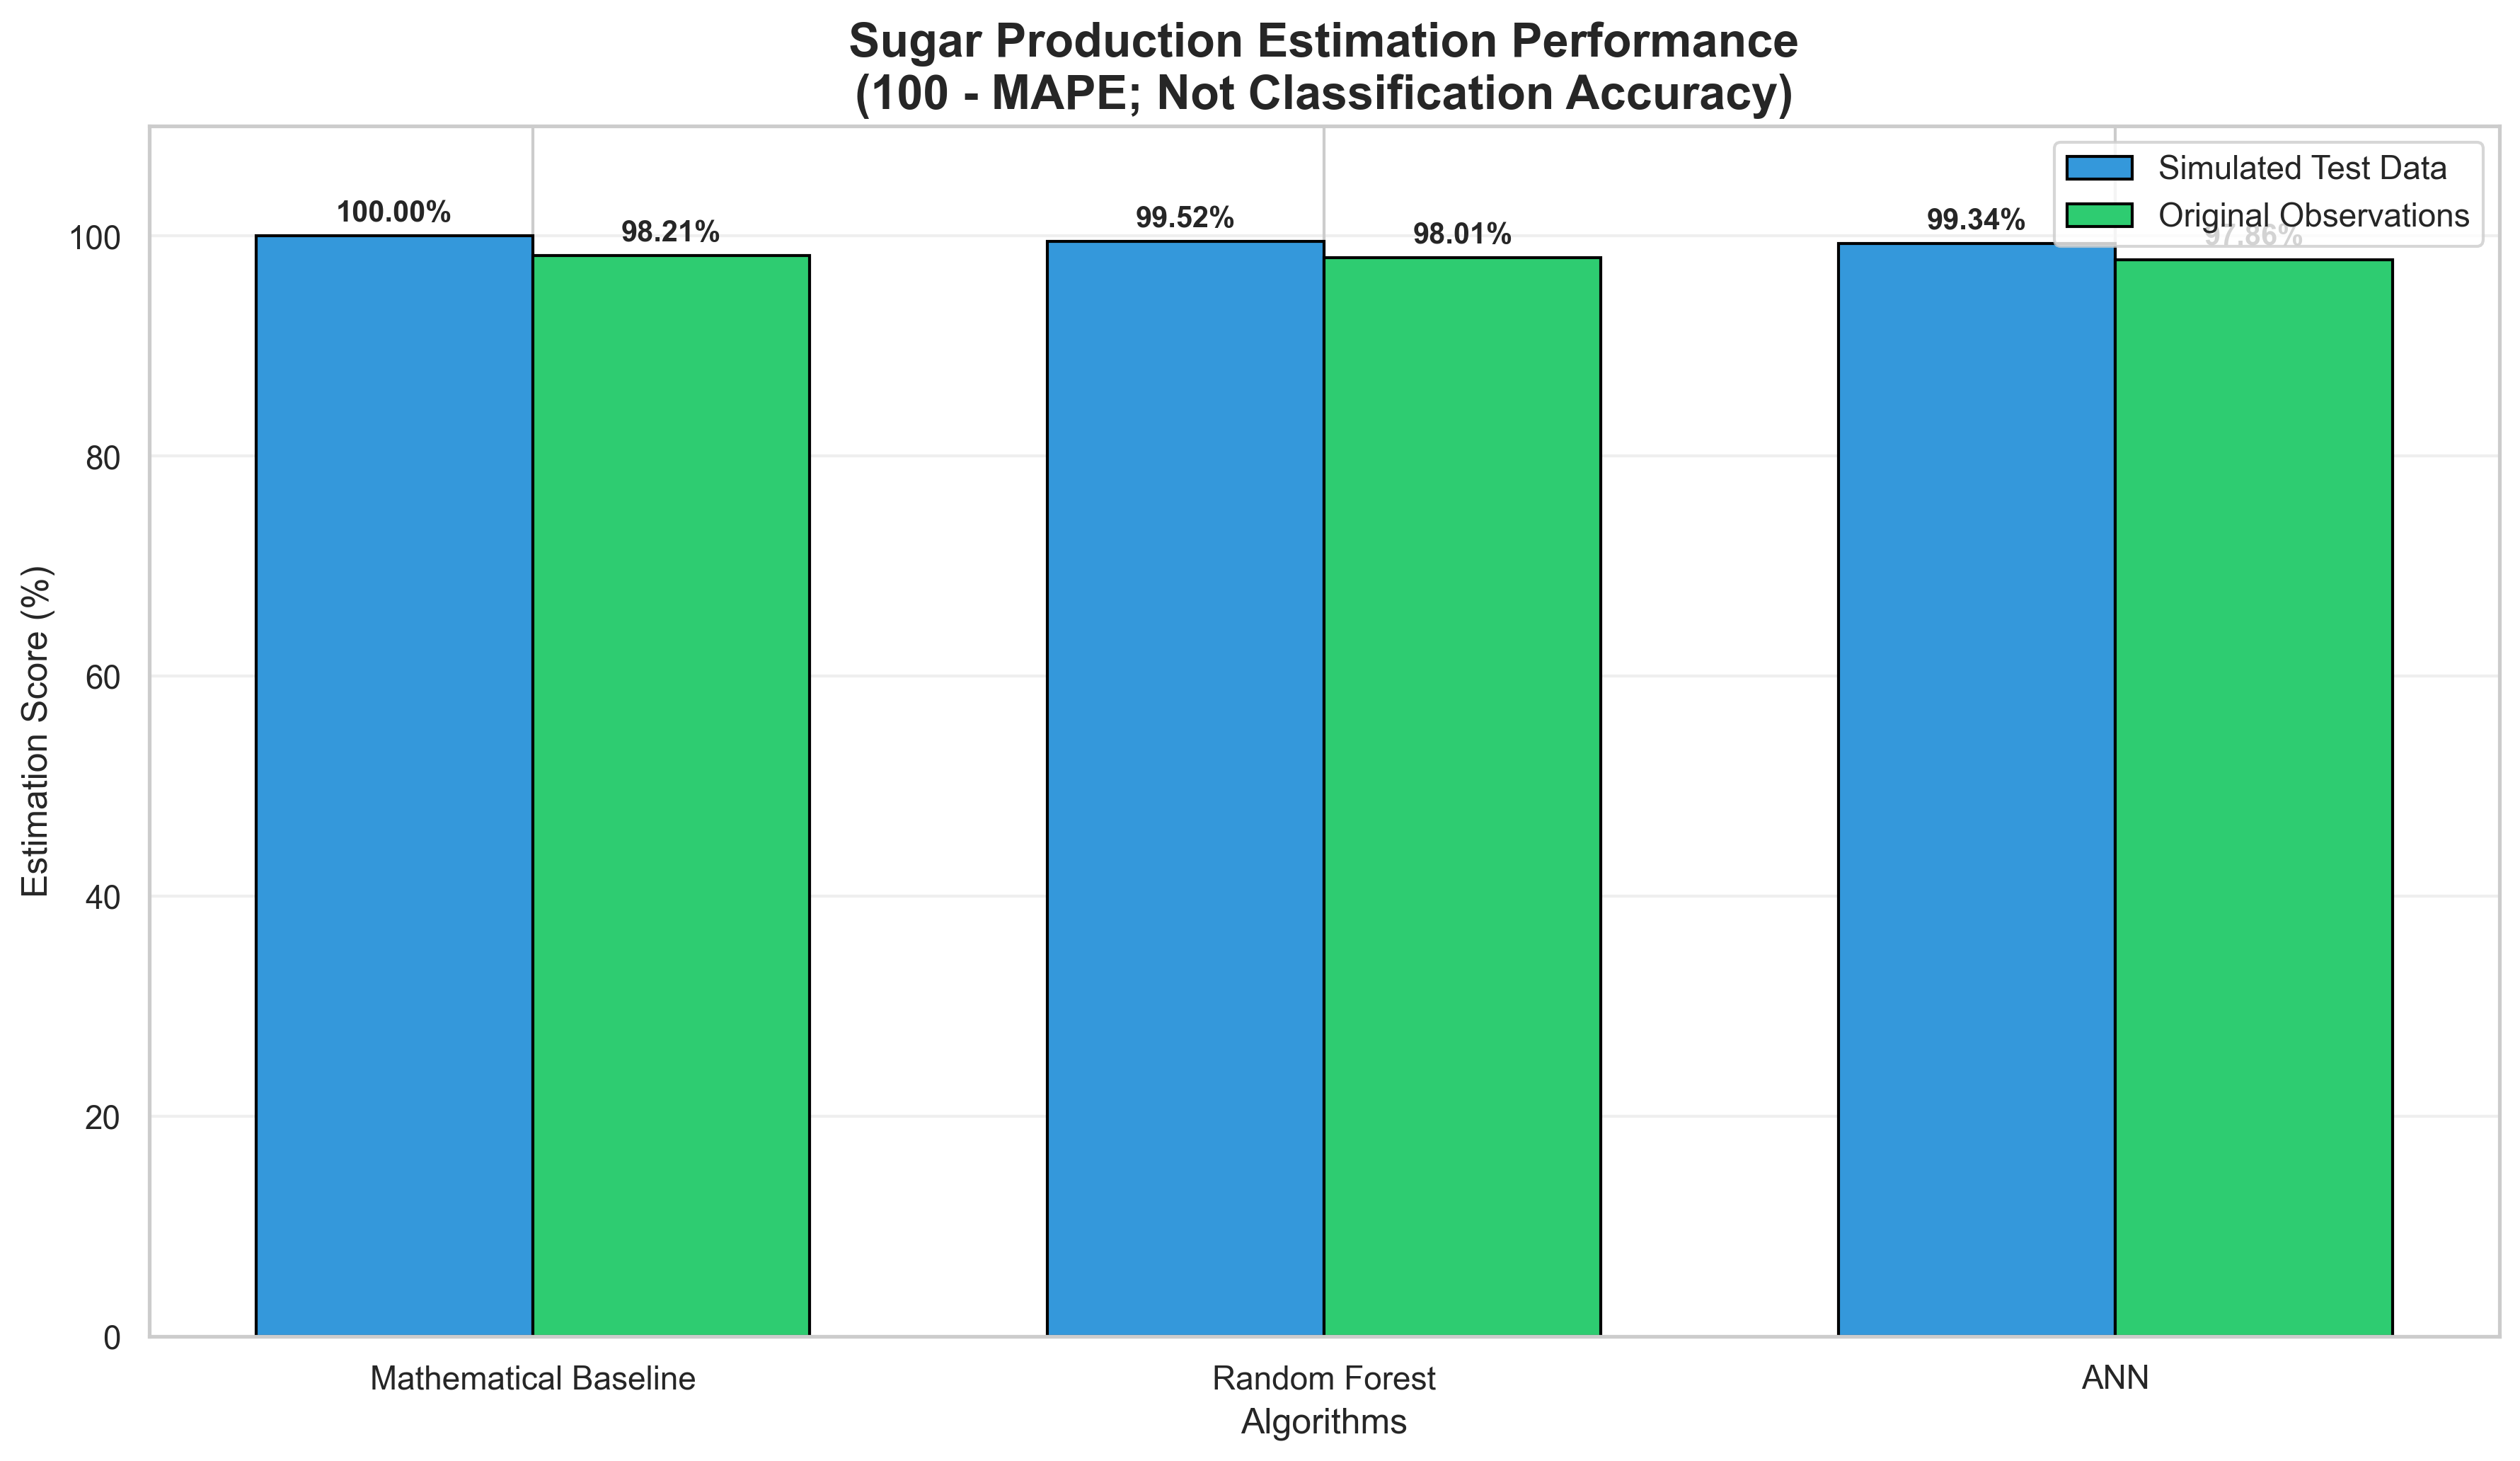 Sugar Production Estimation Performance
(100 - MAPE; Not Classification Accuracy)
Simulated Test Data
Original Observations
100.00%
98.21%
99.52%
98.01%
99.34%
97.86%
100
80
60
40
20
0
Estimation Score (%)
Mathematical Baseline
Random Forest
ANN
Algorithms